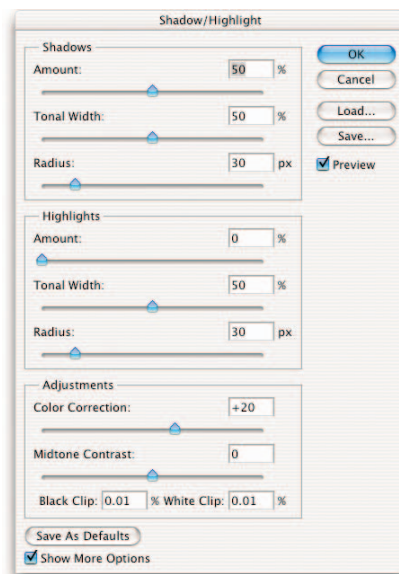 Shadow/Highlight
Shadows
Amount: 50 %
Tonal Width: 50 %
Radius: 30 px
Highlights
Amount: 0 %
Tonal Width: 50 %
Radius: 30 px
Adjustments
Color Correction: +20
Midtone Contrast: 0
Black Clip: 0.01 % White Clip: 0.01 %
Save As Defaults
Show More Options
OK
Cancel
Load...
Save...
Preview